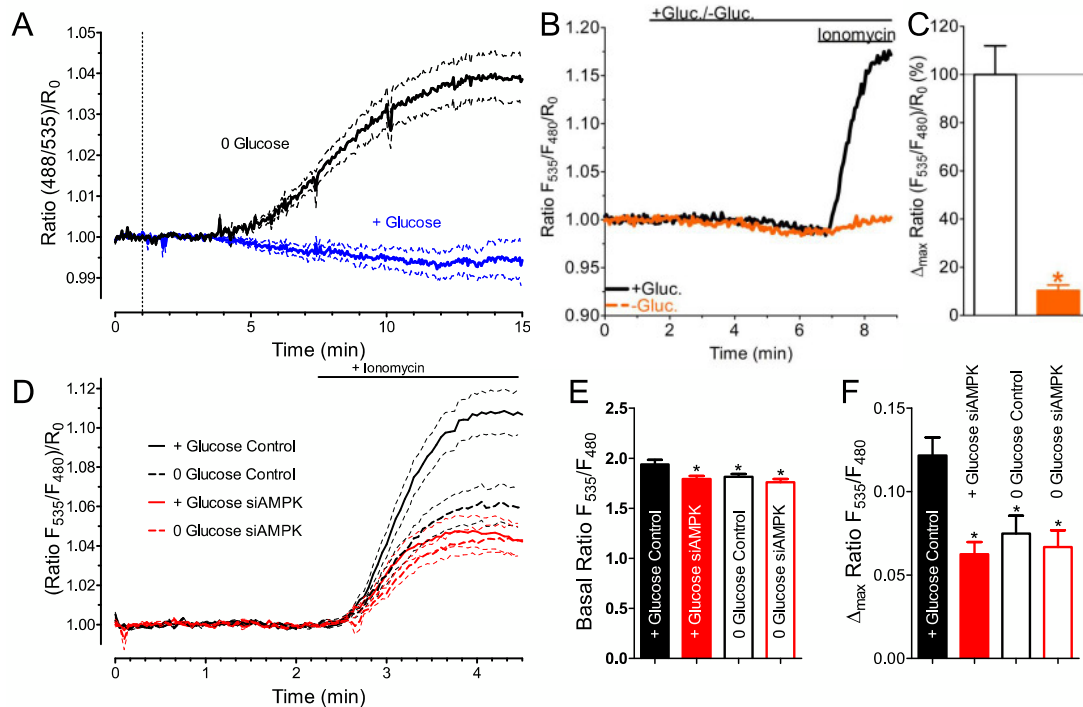 A
Ratio (488/535)/R0
1.05
1.04
1.03
1.02
1.01
1.00
0.99
0 Glucose
+ Glucose
0
5
10
15
Time (min)
B
+Gluc./-Gluc.
Ionomycin
Ratio F535/F480/R0
1.20
1.15
1.10
1.05
1.00
0.95
0.90
+Gluc.
-Gluc.
0
2
4
6
8
Time (min)
C
Δmax Ratio (F535/F480)/R0 (%)
120
100
80
60
40
20
0
*
D
+ Ionomycin
(Ratio F535/F480)/R0
1.12
1.10
1.08
1.06
1.04
1.02
1.00
+ Glucose Control
0 Glucose Control
+ Glucose siAMPK
0 Glucose siAMPK
0
1
2
3
4
Time (min)
E
Basal Ratio F535/F480
2.5
2.0
1.5
1.0
0.5
0.0
* * *
+ Glucose Control
+ Glucose siAMPK
0 Glucose Control
0 Glucose siAMPK
F
Δmax Ratio F535/F480
0.15
0.10
0.05
0.00
+ Glucose Control
+ Glucose siAMPK
0 Glucose Control
0 Glucose siAMPK
* * *